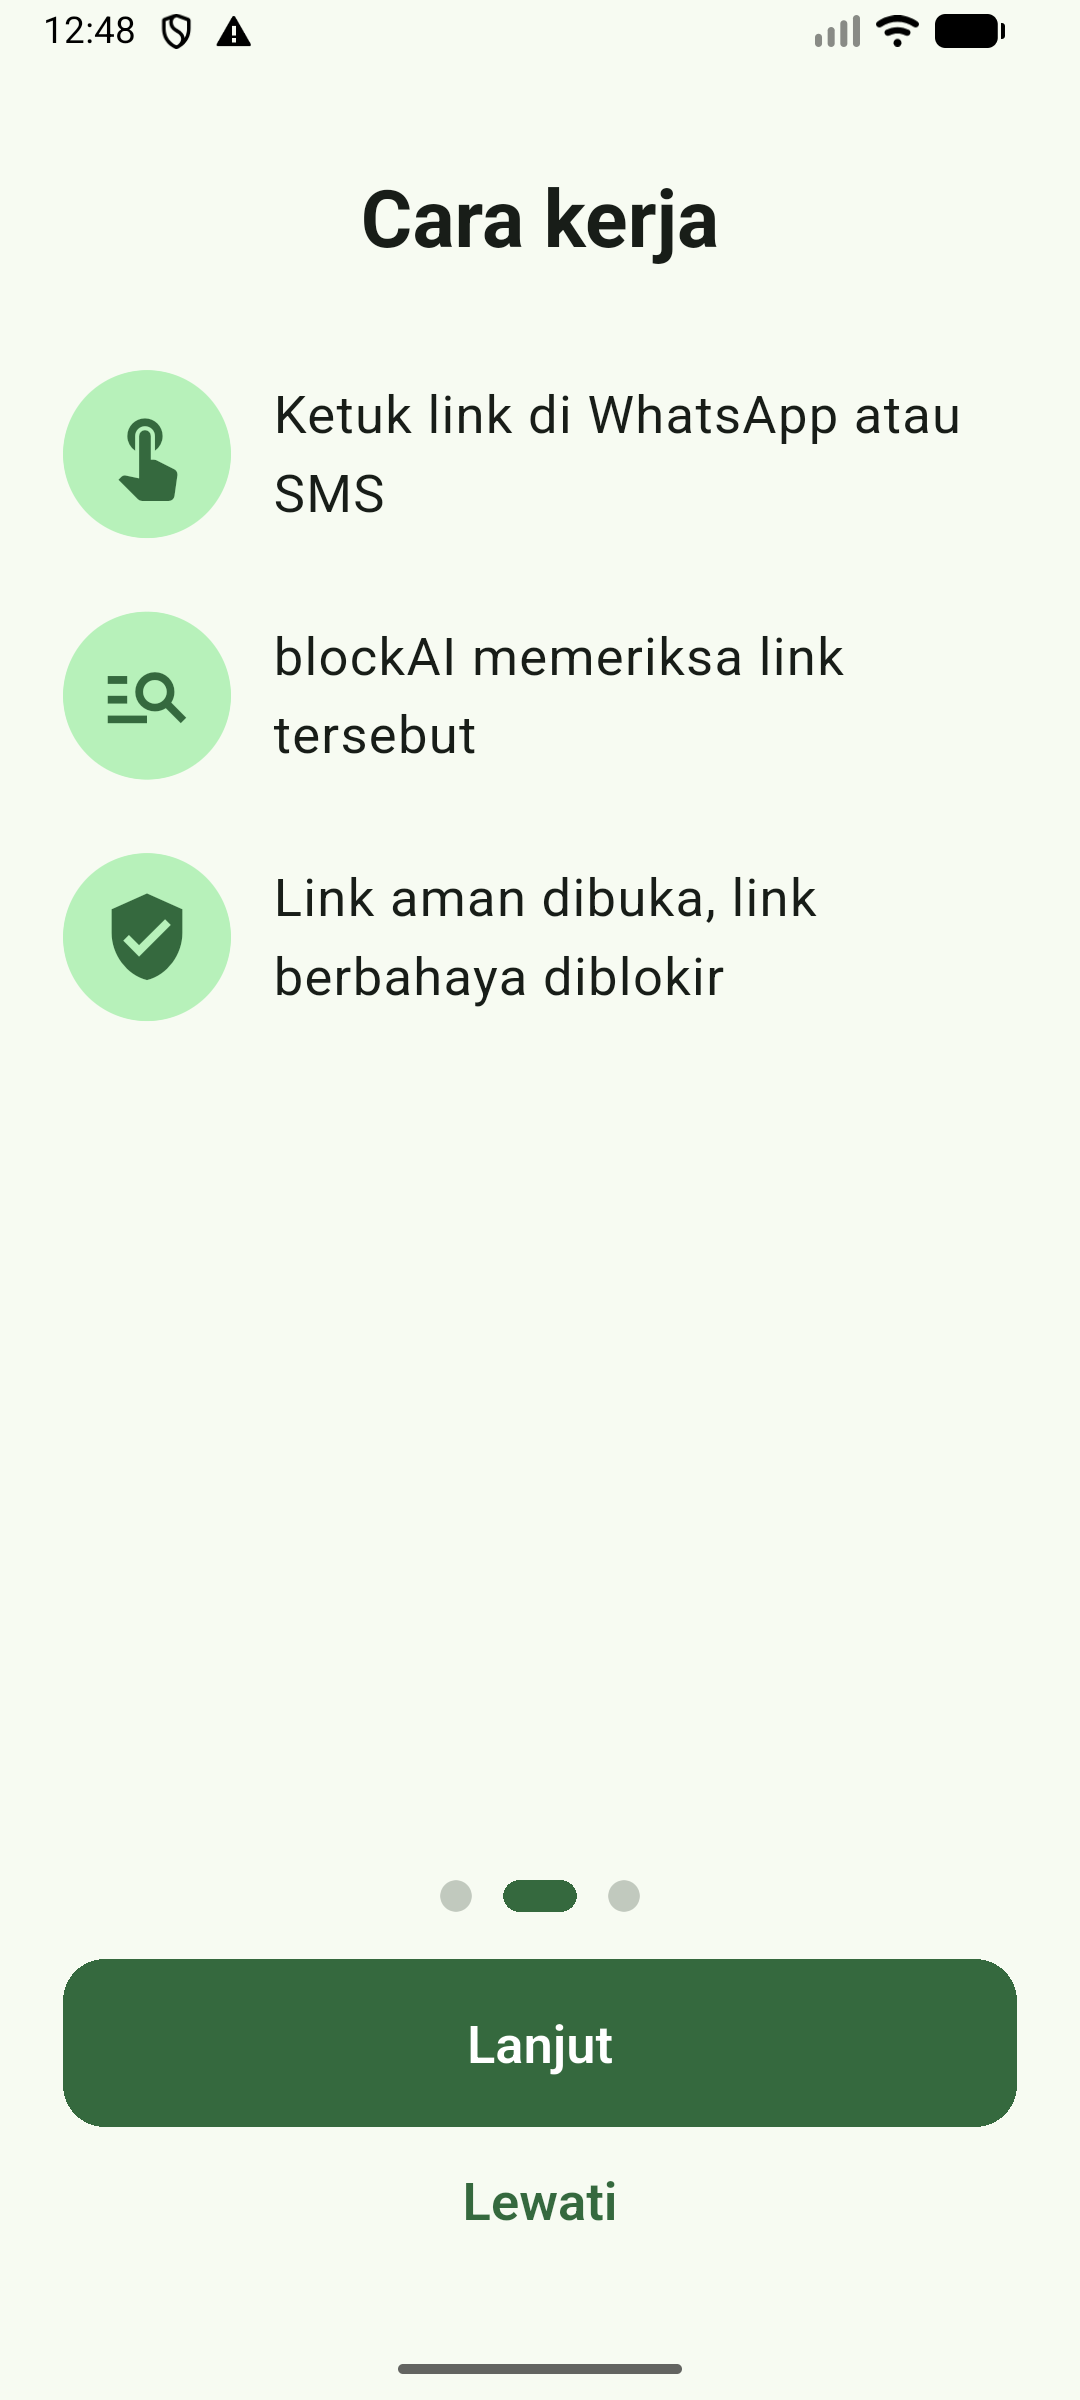 12:48
Cara kerja
Ketuk link di WhatsApp atau
SMS
blockAI memeriksa link
tersebut
Link aman dibuka, link
berbahaya diblokir
Lanjut
Lewati